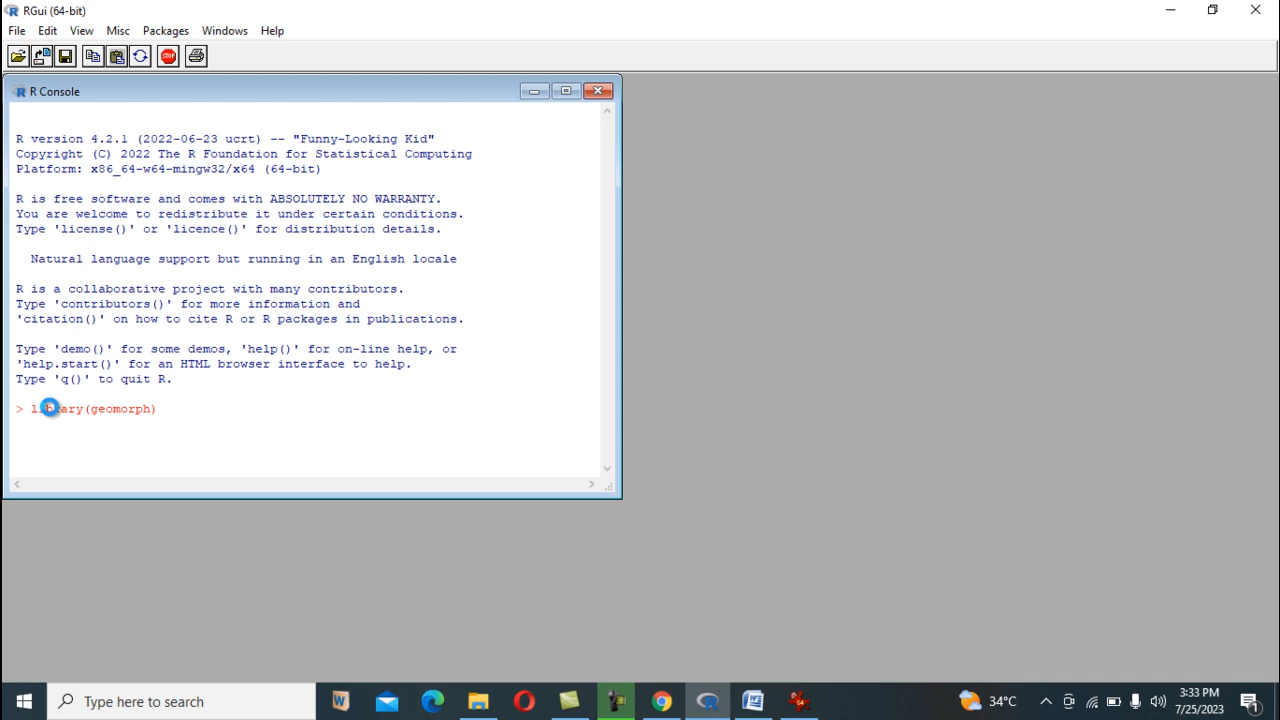 RGui (64-bit)
File Edit View Misc Packages Windows Help
STOP
R Console
R version 4.2.1 (2022-06-23 ucrt) -- "Funny-Looking Kid"
Copyright (C) 2022 The R Foundation for Statistical Computing
Platform: x86_64-w64-mingw32/x64 (64-bit)
R is free software and comes with ABSOLUTELY NO WARRANTY.
You are welcome to redistribute it under certain conditions.
Type 'license()' or 'licence()' for distribution details.
Natural language support but running in an English locale
R is a collaborative project with many contributors.
Type 'contributors()' for more information and
'citation()' on how to cite R or R packages in publications.
Type 'demo()' for some demos, 'help()' for on-line help, or
'help.start()' for an HTML browser interface to help.
Type 'q()' to quit R.
> library(geomorph)
Type here to search
34°C
3:33 PM
7/25/2023
1